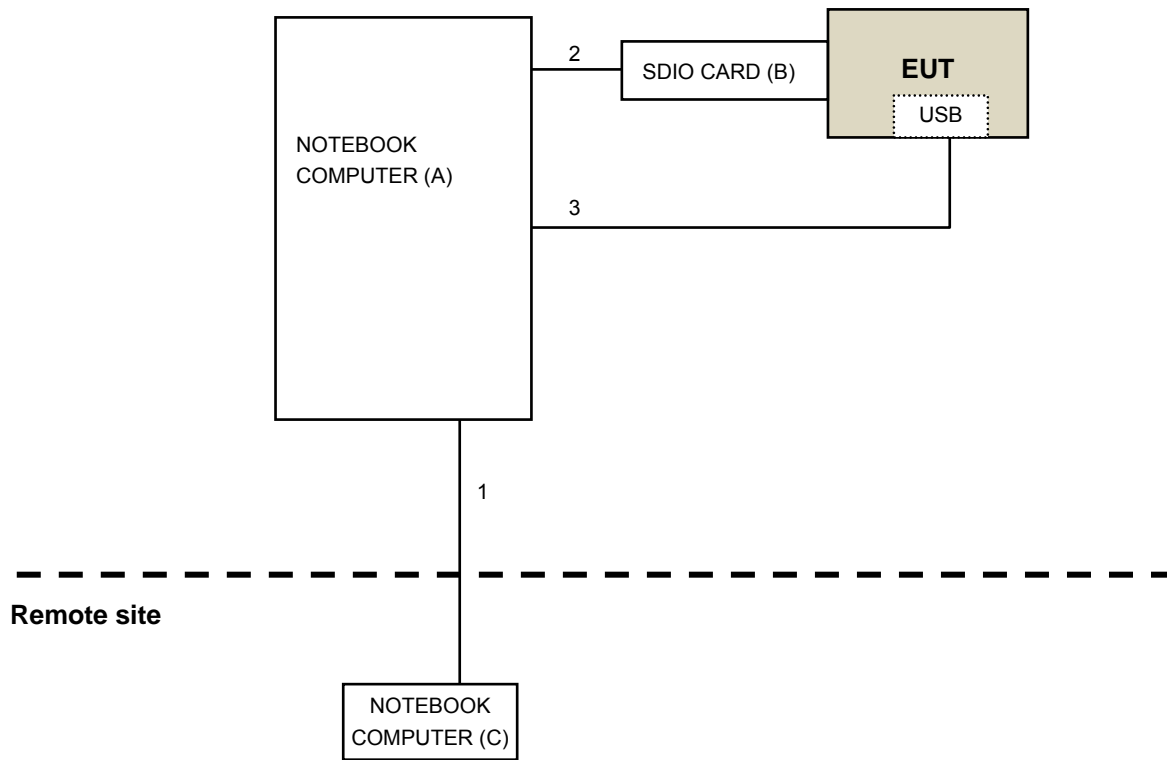 2
SDIO CARD (B)
EUT
USB
NOTEBOOK
COMPUTER (A)
3
1
Remote site
NOTEBOOK
COMPUTER (C)